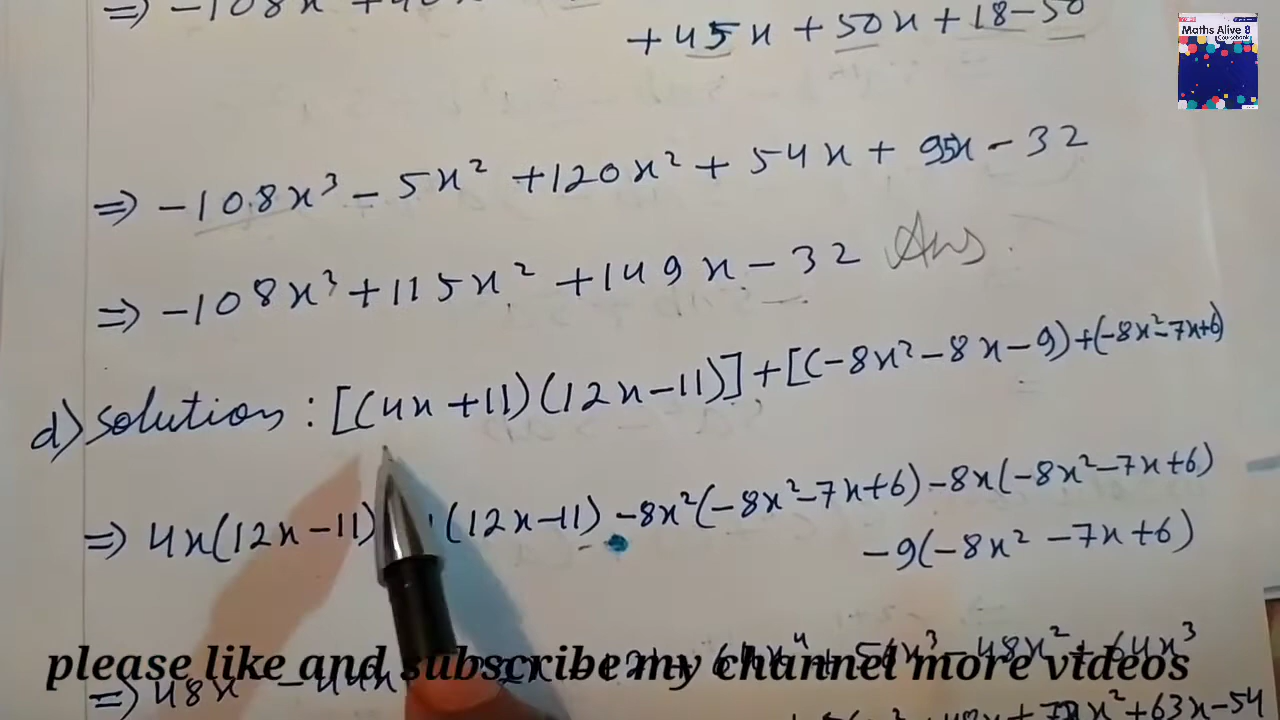 +45x + 50x + 18 - 50
Maths Alive 8
Coursebook
⇒ -108x³ - 5x² + 120x² + 54x + 95x - 32
⇒ -108x³ + 115x² + 149x - 32 Ans.
d) Solution : [(4x + 11) (12x - 11)] + [(-8x² - 8x - 9) + (-8x² - 7x + 6)
⇒ 4x(12x - 11) (12x - 11) - 8x²(-8x² - 7x + 6) - 8x(-8x² - 7x + 6)
- 9(-8x² - 7x + 6)
please like and subscribe my channel more videos